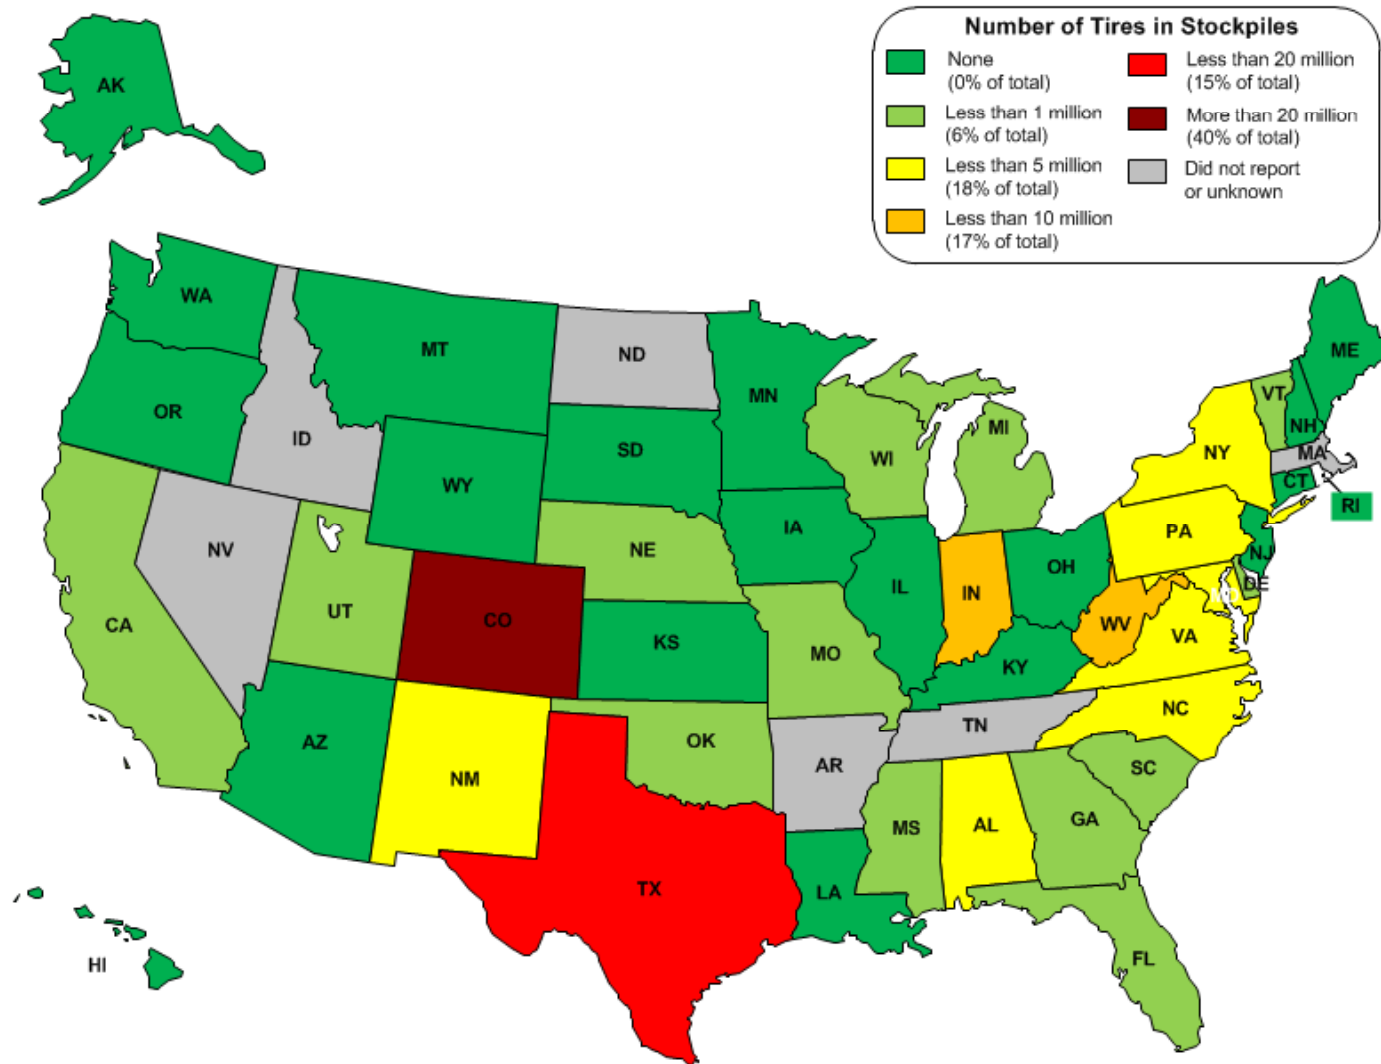 Number of Tires in Stockpiles
None
(0% of total)
Less than 1 million
(6% of total)
Less than 5 million
(18% of total)
Less than 10 million
(17% of total)
Less than 20 million
(15% of total)
More than 20 million
(40% of total)
Did not report
or unknown
AK
WA
MT
ND
MN
ME
OR
ID
SD
WI
MI
VT
NH
NY
MA
CT
RI
WY
IA
PA
NV
NE
OH
NJ
UT
IL
IN
DE
MD
CA
CO
KS
MO
WV
VA
KY
NC
AZ
OK
TN
NM
AR
SC
MS
AL
GA
TX
LA
FL
HI